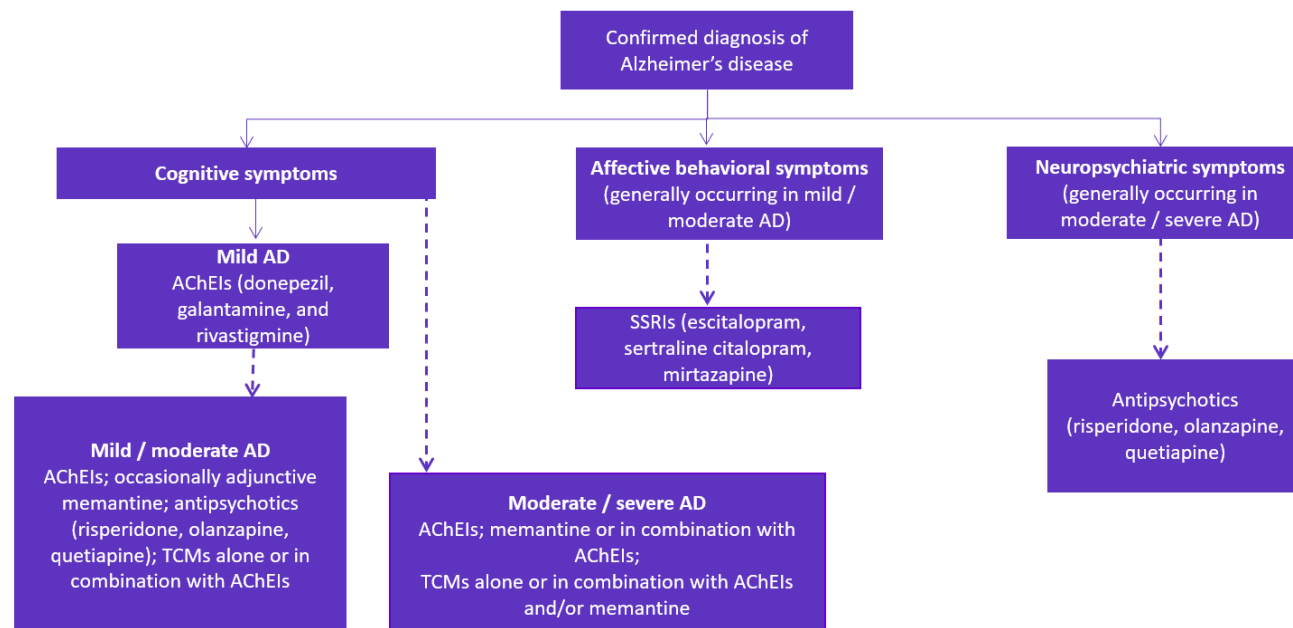 Confirmed diagnosis of
Alzheimer’s disease
Cognitive symptoms
Affective behavioral symptoms
(generally occurring in mild /
moderate AD)
Neuropsychiatric symptoms
(generally occurring in
moderate / severe AD)
Mild AD
AChEIs (donepezil,
galantamine, and
rivastigmine)
SSRIs (escitalopram,
sertraline citalopram,
mirtazapine)
Antipsychotics
(risperidone, olanzapine,
quetiapine)
Mild / moderate AD
AChEIs; occasionally adjunctive
memantine; antipsychotics
(risperidone, olanzapine,
quetiapine); TCMs alone or in
combination with AChEIs
Moderate / severe AD
AChEIs; memantine or in combination with
AChEIs;
TCMs alone or in combination with AChEIs
and/or memantine